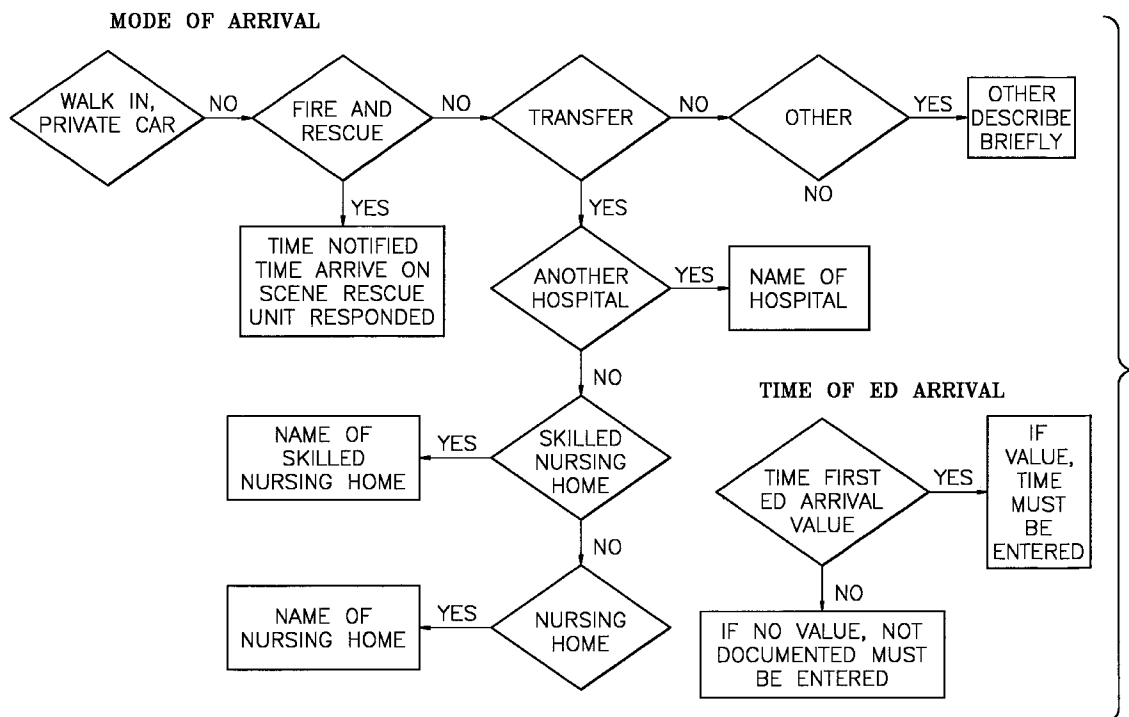 MODE OF ARRIVAL
WALK IN,
PRIVATE CAR
NO
FIRE AND
RESCUE
NO
TRANSFER
NO
OTHER
YES
OTHER
DESCRIBE
BRIEFLY
NO
YES
TIME NOTIFIED
TIME ARRIVE ON
SCENE RESCUE
UNIT RESPONDED
YES
ANOTHER
HOSPITAL
YES
NAME OF
HOSPITAL
NO
SKILLED
NURSING
HOME
YES
NAME OF
SKILLED
NURSING HOME
NO
NURSING
HOME
YES
NAME OF
NURSING HOME
TIME OF ED ARRIVAL
TIME FIRST
ED ARRIVAL
VALUE
YES
IF
VALUE,
TIME
MUST
BE
ENTERED
NO
IF NO VALUE, NOT
DOCUMENTED MUST
BE ENTERED